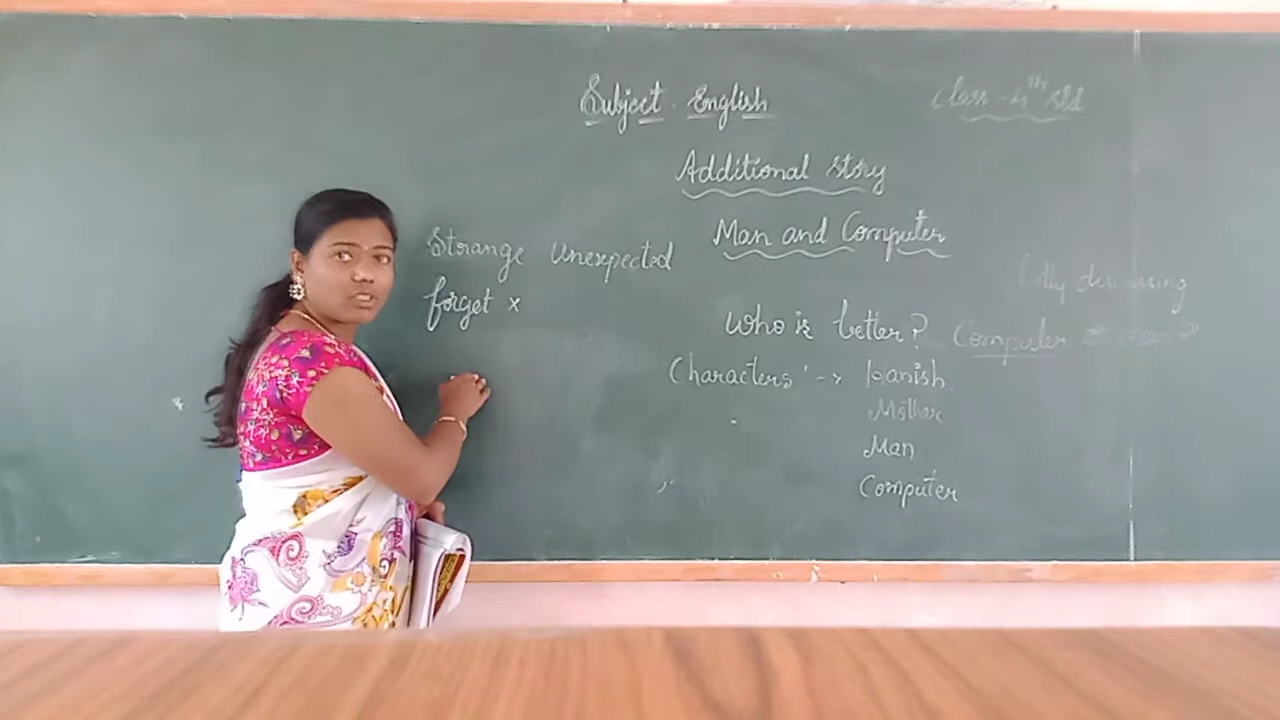 Subject. English
Class - 4th std
Additional story
Man and Computer
Strange Unexpected
forget x
Who is better?
Computer
Characters ' -> Danish.
Mother
Man
Computer